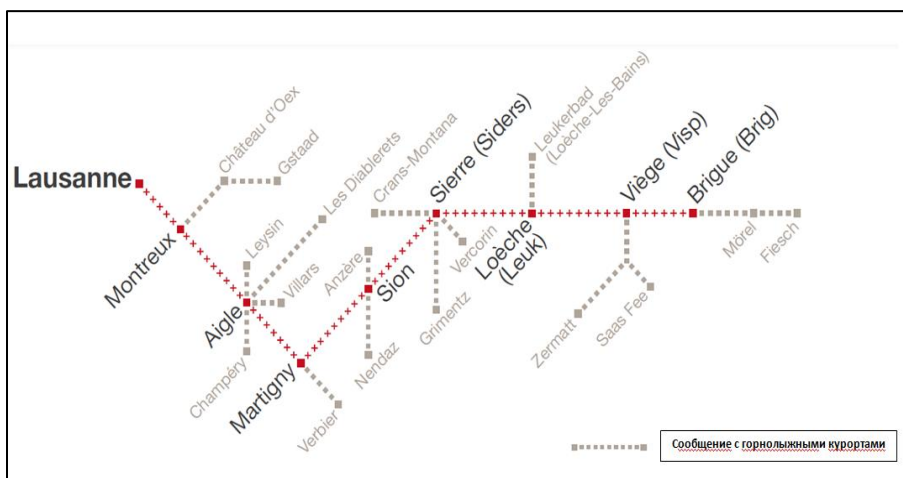 Lausanne
Montreux
Château d'Oex
Gstaad
Aigle
Leysin
Les Diablerets
Villars
Champéry
Martigny
Verbier
Sion
Anzère
Nendaz
Sierre (Siders)
Crans-Montana
Vercorin
Grimentz
Loèche
(Leuk)
Leukerbad
(Loèche-Les-Bains)
Viège (Visp)
Zermatt
Saas Fee
Brigue (Brig)
Mörel
Fiesch
Сообщение с горнолыжными курортами